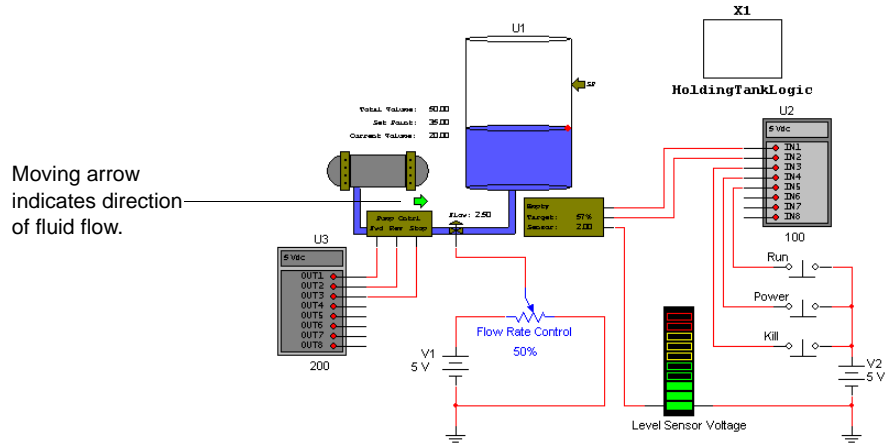 X1
HoldingTankLogic
U1
SP
Total Volume: 50.00
Set Point: 35.00
Current Volume: 20.00
Moving arrow
indicates direction
of fluid flow.
Pump Cntrl
Fwd Rev Stop
Flow: 2.50
Empty
Target: 57%
Sensor: 2.00
U2
5 Vdc
IN1
IN2
IN3
IN4
IN5
IN6
IN7
IN8
100
U3
5 Vdc
OUT1
OUT2
OUT3
OUT4
OUT5
OUT6
OUT7
OUT8
200
Run
Power
Kill
Flow Rate Control
50%
V1
5 V
V2
5 V
Level Sensor Voltage